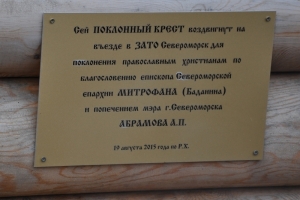 Сей ПОКЛОННЫЙ КРЕСТ воздвигнут на
въезде в ЗАТО Североморск для
поклонения православным христианам по
благословению епископа Североморской
епархии МИТРОФАНА (Баданина)
и попечением мэра г.Североморска
АБРАМОВА А.П.
19 августа 2015 года по Р.Х.